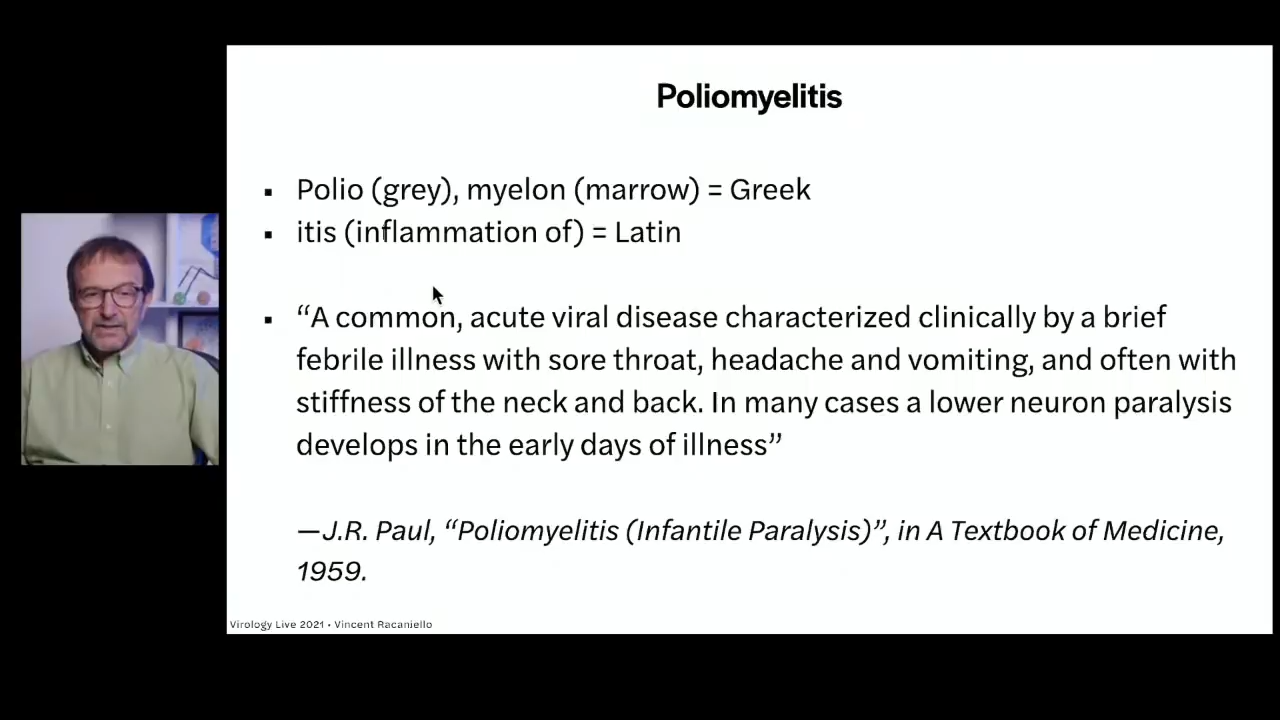 Poliomyelitis
▪ Polio (grey), myelon (marrow) = Greek
▪ itis (inflammation of) = Latin
▪ “A common, acute viral disease characterized clinically by a brief
febrile illness with sore throat, headache and vomiting, and often with
stiffness of the neck and back. In many cases a lower neuron paralysis
develops in the early days of illness”
—J.R. Paul, “Poliomyelitis (Infantile Paralysis)”, in A Textbook of Medicine,
1959.
Virology Live 2021 • Vincent Racaniello